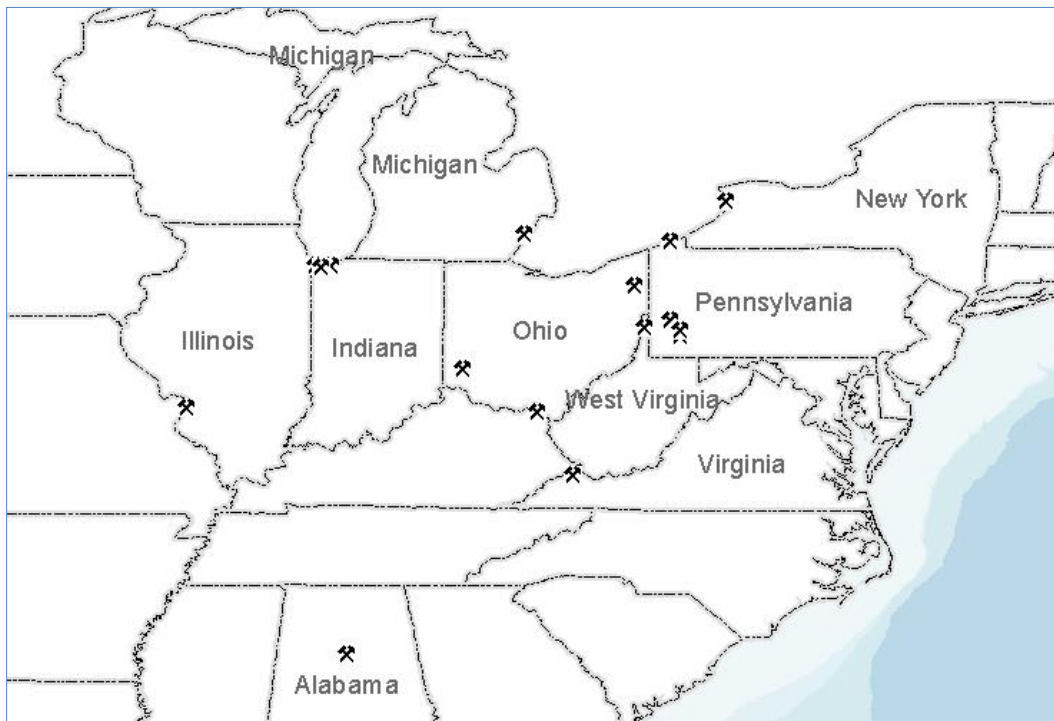 Michigan
Michigan
New York
Pennsylvania
Ohio
Illinois
Indiana
West Virginia
Virginia
Alabama